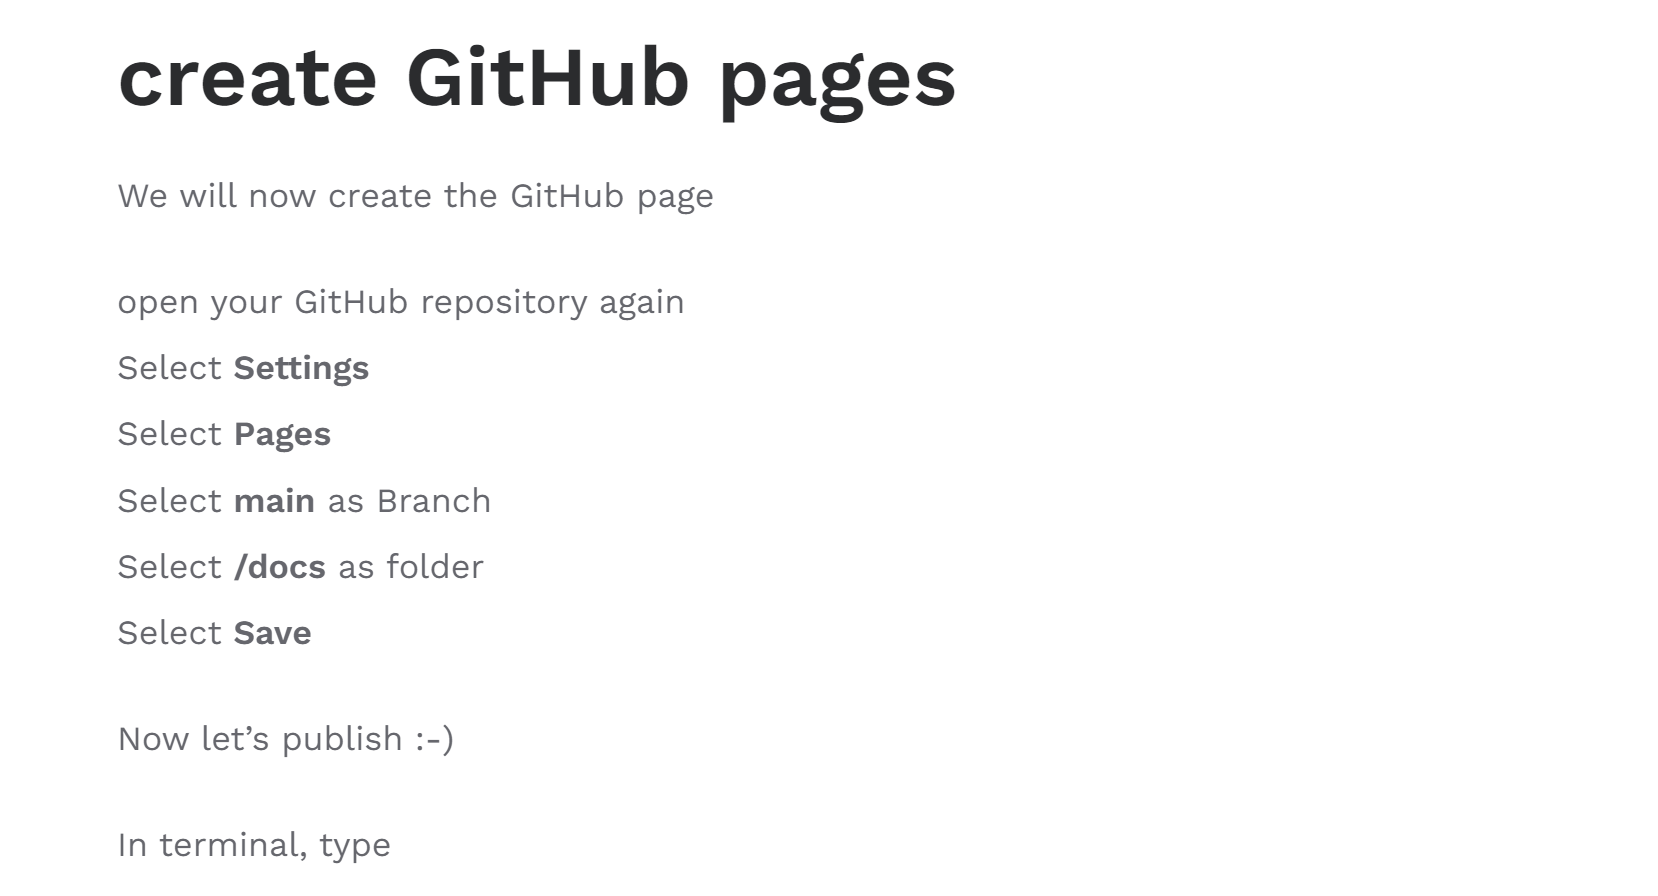 create GitHub pages
We will now create the GitHub page
open your GitHub repository again
Select Settings
Select Pages
Select main as Branch
Select /docs as folder
Select Save
Now let’s publish :-)
In terminal, type